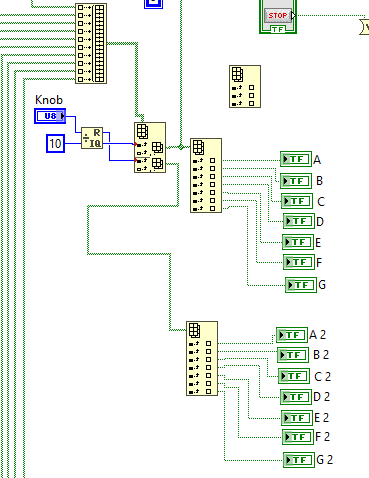 STOP
TF
Knob
U8
R
IQ
10
TF A
TF B
TF C
TF D
TF E
TF F
TF G
TF A 2
TF B 2
TF C 2
TF D 2
TF E 2
TF F 2
TF G 2